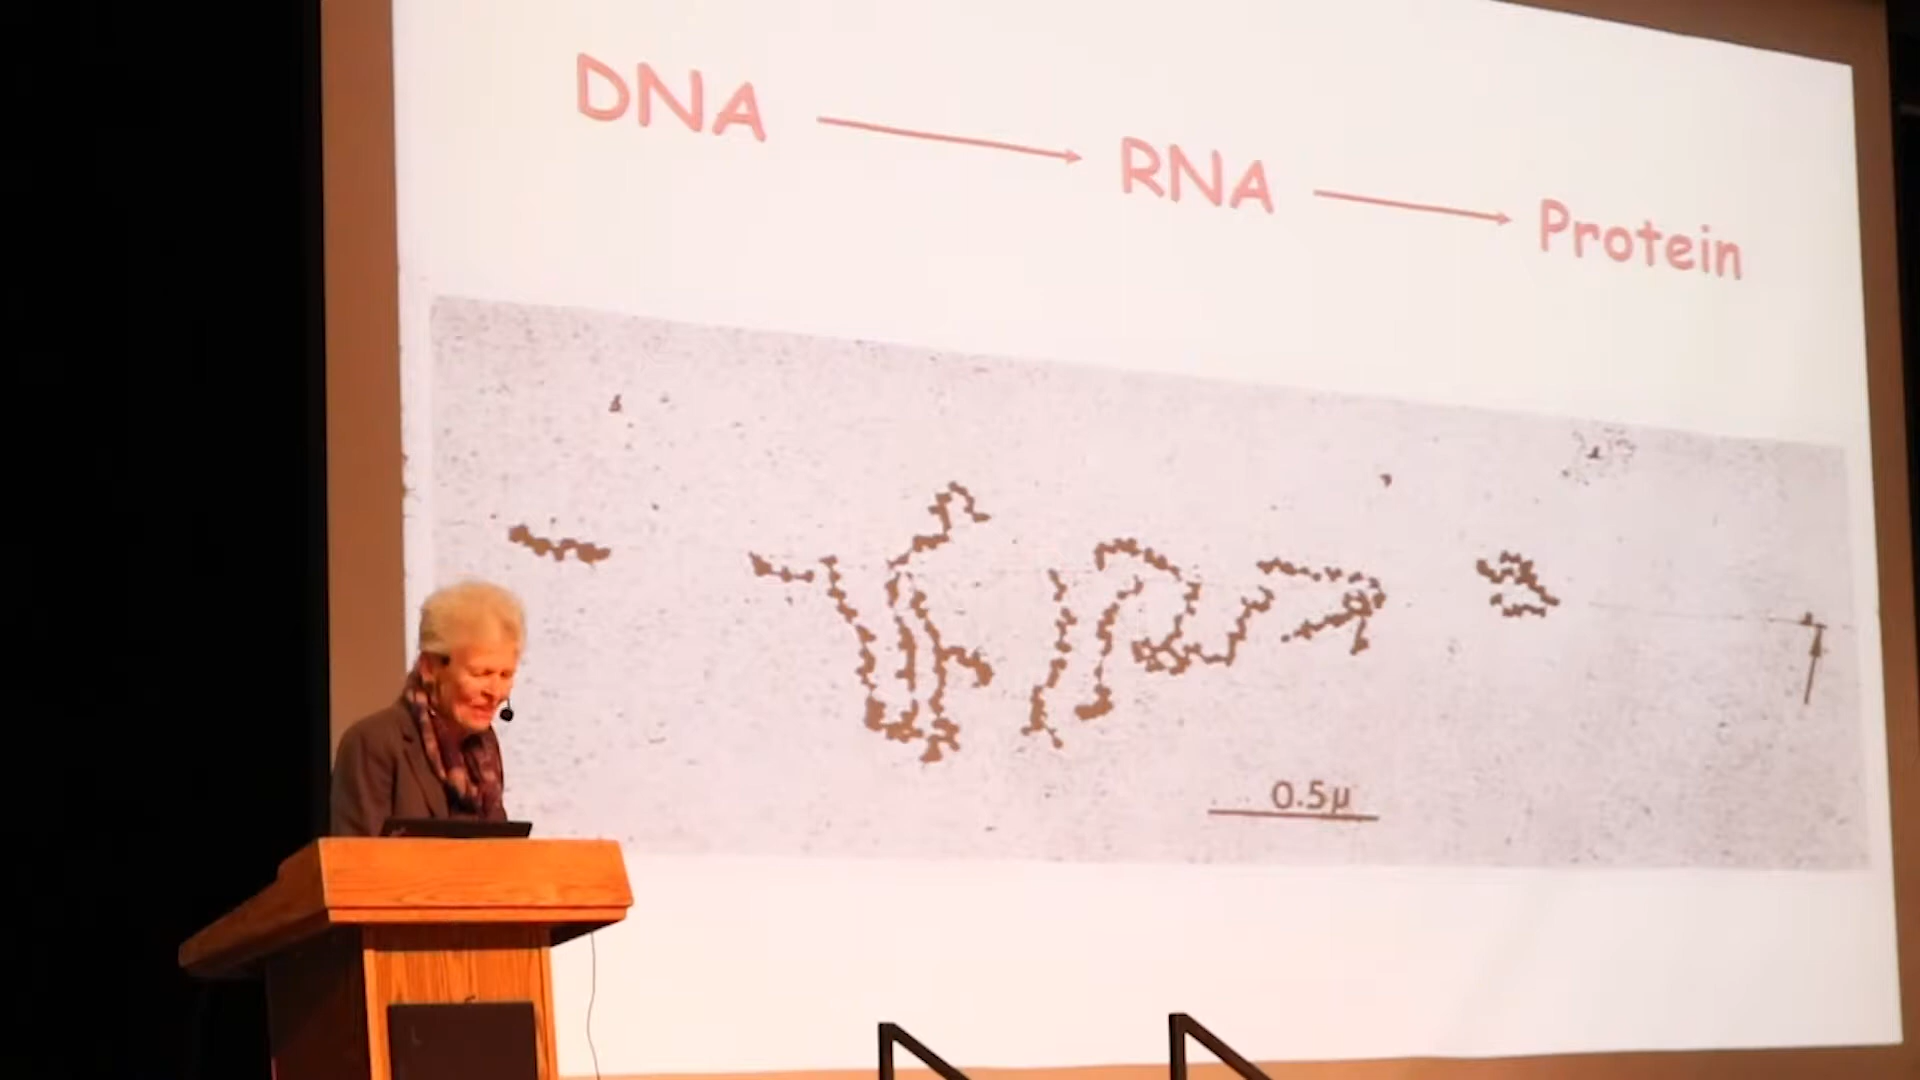 DNA → RNA → Protein
0.5μ